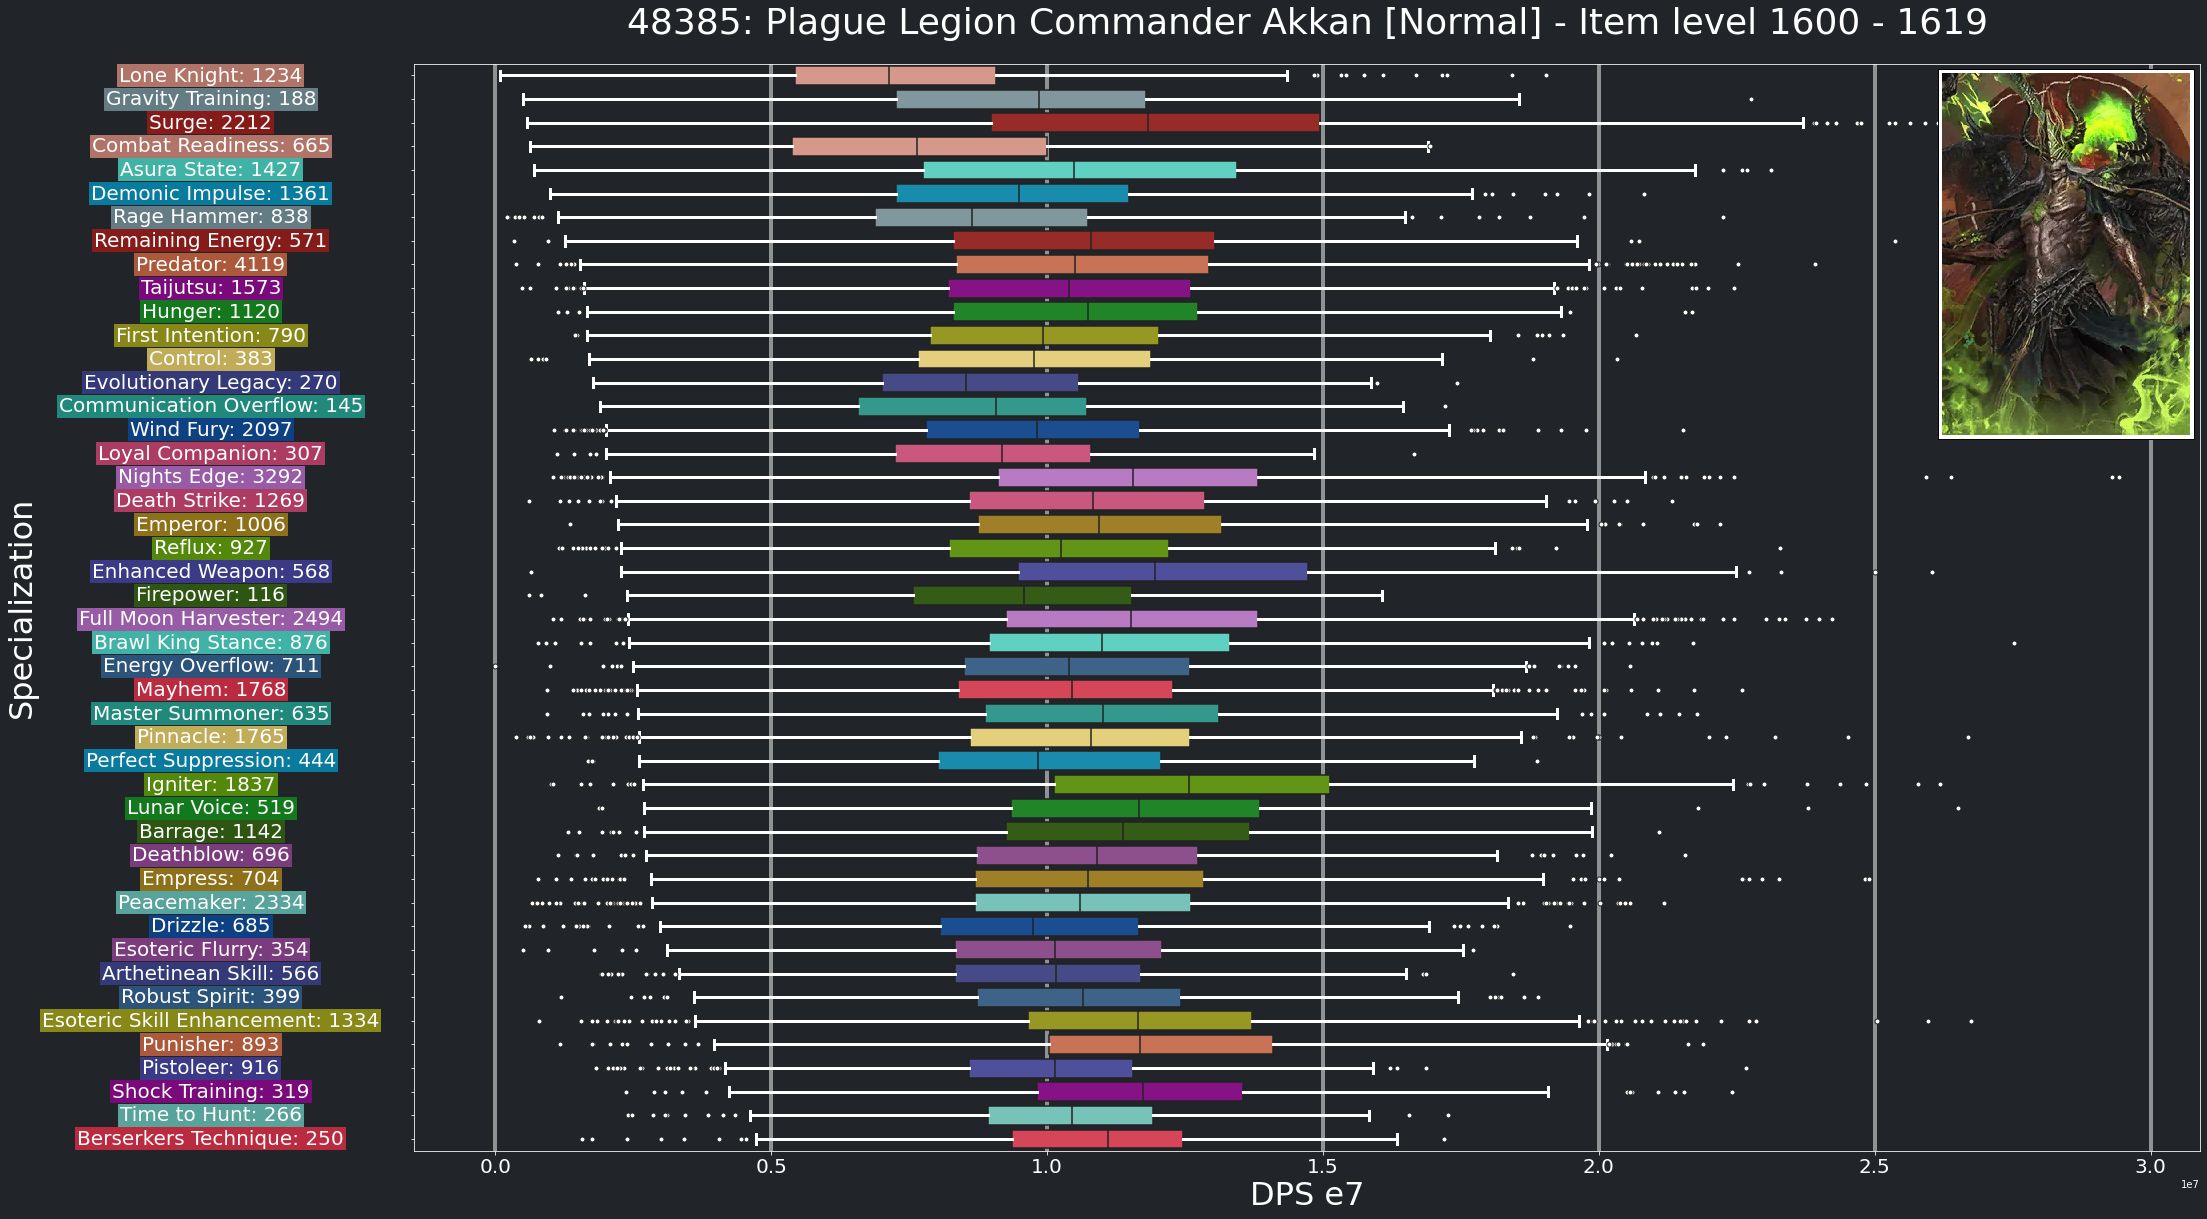 48385: Plague Legion Commander Akkan [Normal] - Item level 1600 - 1619
Lone Knight: 1234
Gravity Training: 188
Surge: 2212
Combat Readiness: 665
Asura State: 1427
Demonic Impulse: 1361
Rage Hammer: 838
Remaining Energy: 571
Predator: 4119
Taijutsu: 1573
Hunger: 1120
First Intention: 790
Control: 383
Evolutionary Legacy: 270
Communication Overflow: 145
Wind Fury: 2097
Loyal Companion: 307
Nights Edge: 3292
Death Strike: 1269
Emperor: 1006
Reflux: 927
Enhanced Weapon: 568
Firepower: 116
Full Moon Harvester: 2494
Brawl King Stance: 876
Energy Overflow: 711
Mayhem: 1768
Master Summoner: 635
Pinnacle: 1765
Perfect Suppression: 444
Igniter: 1837
Lunar Voice: 519
Barrage: 1142
Deathblow: 696
Empress: 704
Peacemaker: 2334
Drizzle: 685
Esoteric Flurry: 354
Arthetinean Skill: 566
Robust Spirit: 399
Esoteric Skill Enhancement: 1334
Punisher: 893
Pistoleer: 916
Shock Training: 319
Time to Hunt: 266
Berserkers Technique: 250
Specialization
0.0 0.5 1.0 1.5 2.0 2.5 3.0
1e7
DPS e7